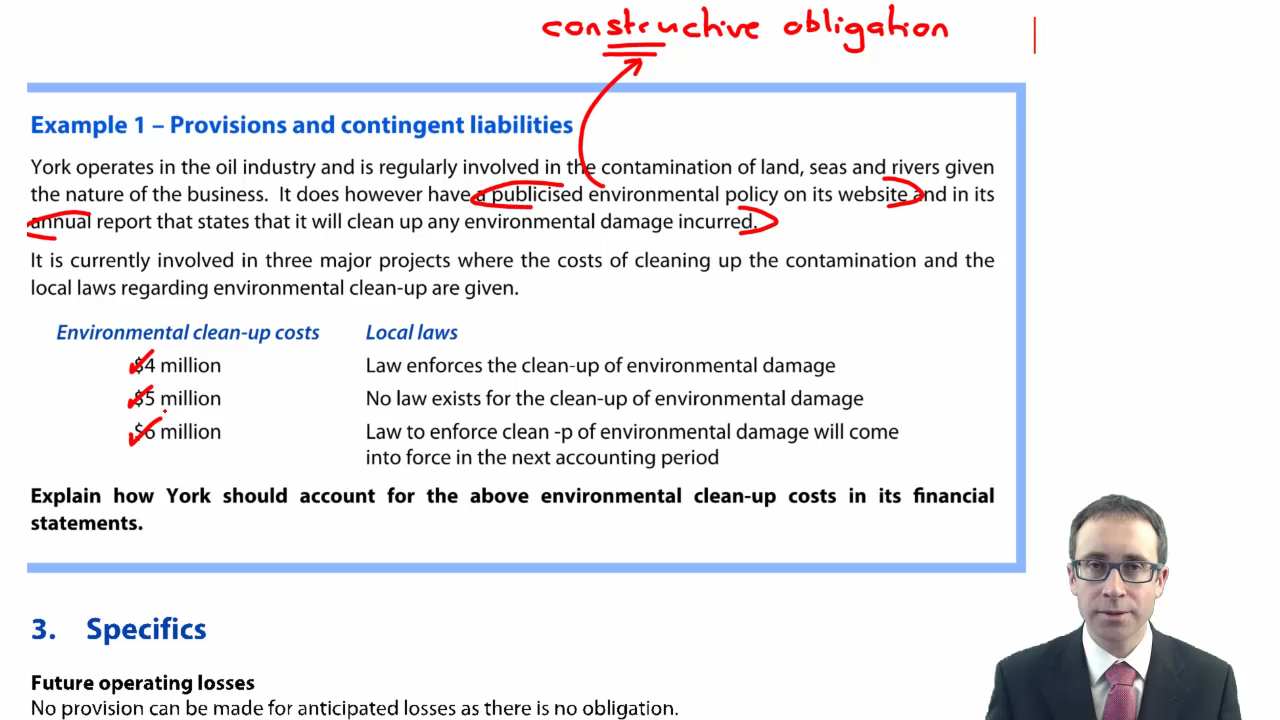 constructive obligation
Example 1 – Provisions and contingent liabilities
York operates in the oil industry and is regularly involved in the contamination of land, seas and rivers given
the nature of the business. It does however have a publicised environmental policy on its website and in its
annual report that states that it will clean up any environmental damage incurred.
It is currently involved in three major projects where the costs of cleaning up the contamination and the
local laws regarding environmental clean-up are given.
Environmental clean-up costs Local laws
$4 million Law enforces the clean-up of environmental damage
$5 million No law exists for the clean-up of environmental damage
$6 million Law to enforce clean -p of environmental damage will come
into force in the next accounting period
Explain how York should account for the above environmental clean-up costs in its financial
statements.
3. Specifics
Future operating losses
No provision can be made for anticipated losses as there is no obligation.